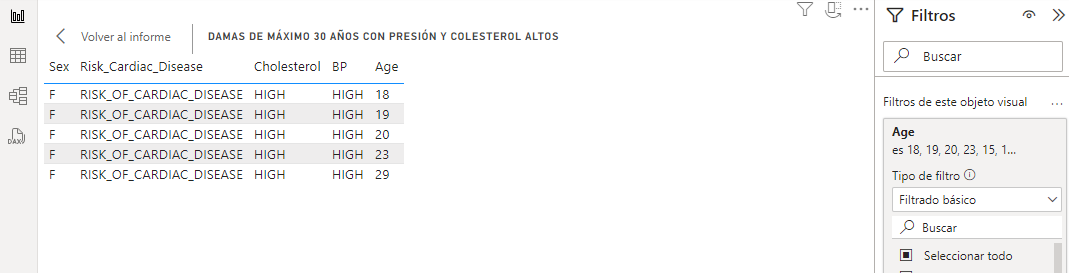 Volver al informe
DAMAS DE MÁXIMO 30 AÑOS CON PRESIÓN Y COLESTEROL ALTOS
Sex Risk_Cardiac_Disease Cholesterol BP Age
F RISK_OF_CARDIAC_DISEASE HIGH HIGH 18
F RISK_OF_CARDIAC_DISEASE HIGH HIGH 19
F RISK_OF_CARDIAC_DISEASE HIGH HIGH 20
F RISK_OF_CARDIAC_DISEASE HIGH HIGH 23
F RISK_OF_CARDIAC_DISEASE HIGH HIGH 29
Filtros
Buscar
Filtros de este objeto visual
Age
es 18, 19, 20, 23, 15, 1...
Tipo de filtro
Filtrado básico
Buscar
Seleccionar todo
DAX